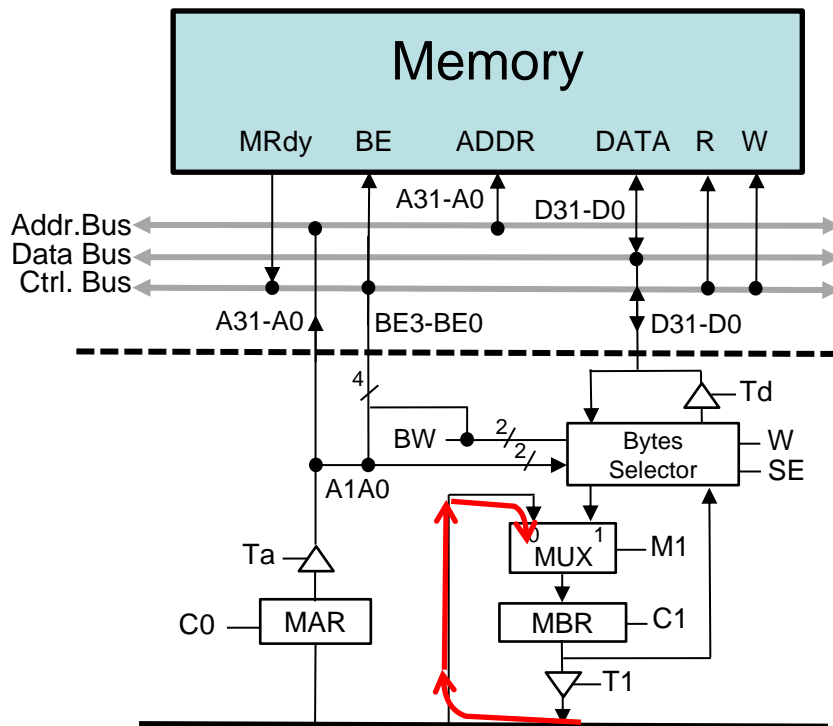 Memory
MRdy BE ADDR DATA R W
A31-A0
D31-D0
Addr.Bus
Data Bus
Ctrl. Bus
A31-A0
BE3-BE0
D31-D0
4
Td
BW
2
Bytes
Selector
W
2
SE
A1A0
0
1
MUX
M1
Ta
C0
MAR
MBR
C1
T1